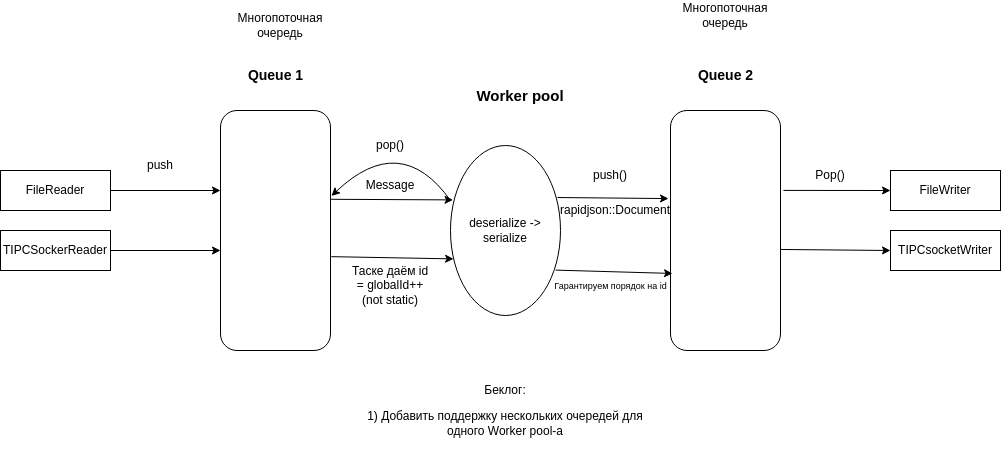 Многопоточная
очередь
Многопоточная
очередь
Queue 1
Queue 2
Worker pool
pop()
push
Message
push()
Pop()
FileReader
rapidjson::Document
FileWriter
deserialize ->
serialize
TIPCSockerReader
TIPCsocketWriter
Таске даём id
= globalId++
(not static)
Гарантируем порядок на id
Беклог:
1) Добавить поддержку нескольких очередей для
одного Worker pool-а